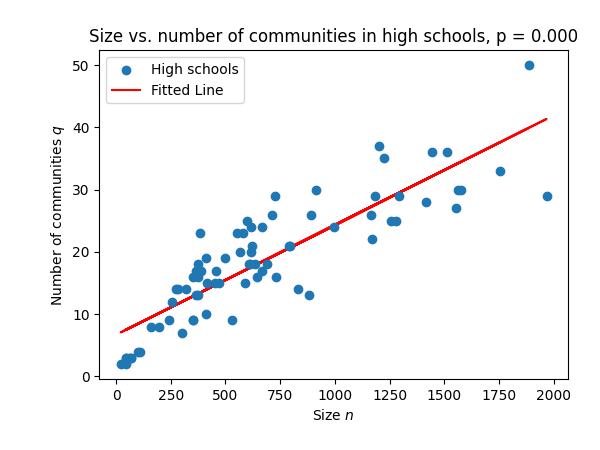 Size vs. number of communities in high schools, p = 0.000
High schools
Fitted Line
50
40
30
20
10
0
Number of communities q
0 250 500 750 1000 1250 1500 1750 2000
Size n